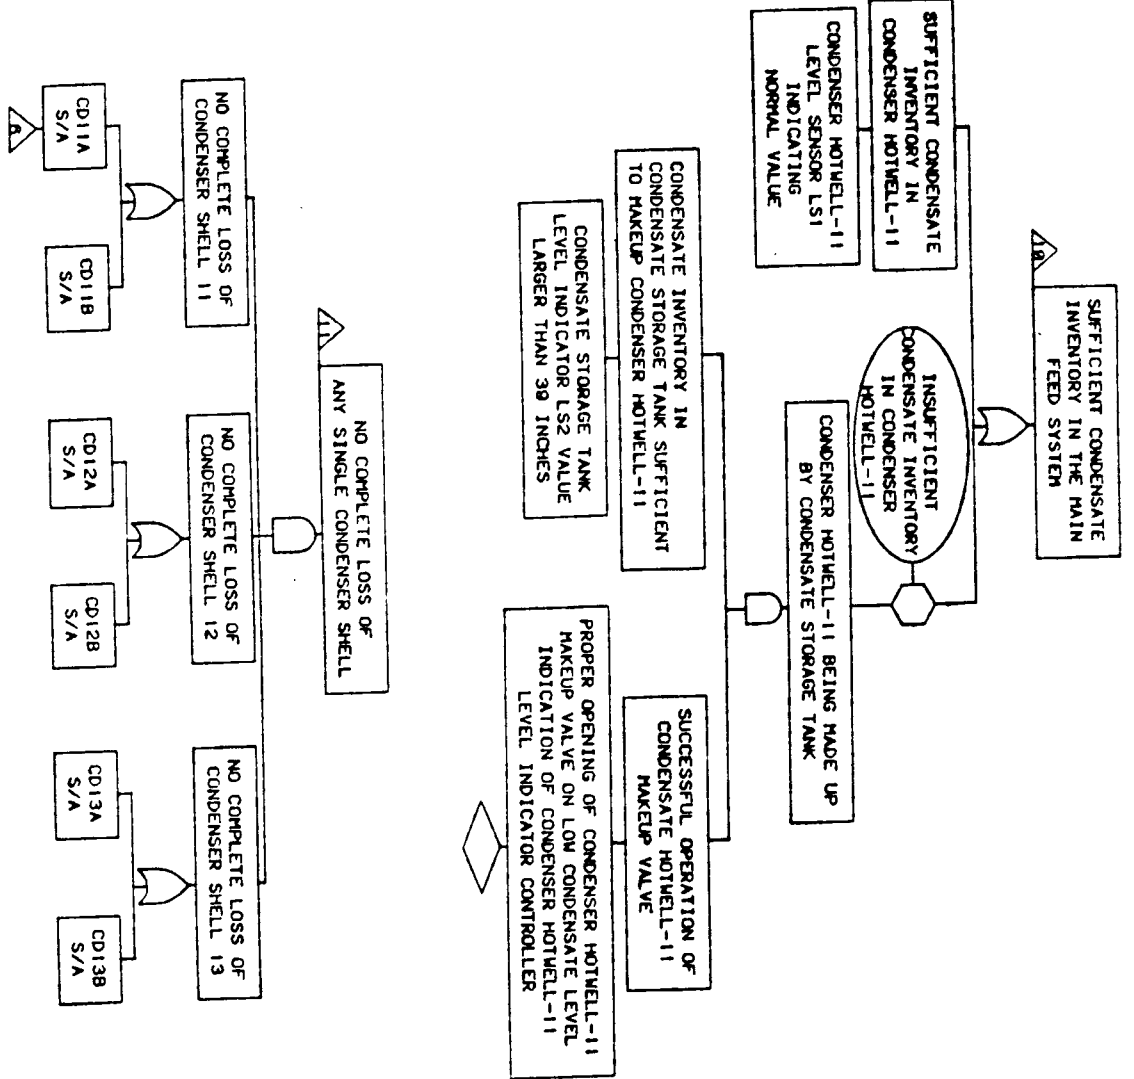 10
SUFFICIENT CONDENSATE
INVENTORY IN THE MAIN
FEED SYSTEM
SUFFICIENT CONDENSATE
INVENTORY IN
CONDENSER HOTWELL-11
CONDENSER HOTWELL-11
LEVEL SENSOR LS1
INDICATING
NORMAL VALUE
INSUFFICIENT
CONDENSATE INVENTORY
IN CONDENSER
HOTWELL-11
CONDENSER HOTWELL-11 BEING MADE UP
BY CONDENSATE STORAGE TANK
CONDENSATE INVENTORY IN
CONDENSATE STORAGE TANK SUFFICIENT
TO MAKEUP CONDENSER HOTWELL-11
CONDENSATE STORAGE TANK
LEVEL INDICATOR LS2 VALUE
LARGER THAN 39 INCHES
SUCCESSFUL OPERATION OF
CONDENSATE HOTWELL-11
MAKEUP VALVE
PROPER OPENING OF CONDENSER HOTWELL-11
MAKEUP VALVE ON LOW CONDENSATE LEVEL
INDICATION OF CONDENSER HOTWELL-11
LEVEL INDICATOR CONTROLLER
11
NO COMPLETE LOSS OF
ANY SINGLE CONDENSER SHELL
NO COMPLETE LOSS OF
CONDENSER SHELL 11
CD11A
S/A
CD11B
S/A
NO COMPLETE LOSS OF
CONDENSER SHELL 12
CD12A
S/A
CD12B
S/A
NO COMPLETE LOSS OF
CONDENSER SHELL 13
CD13A
S/A
CD13B
S/A